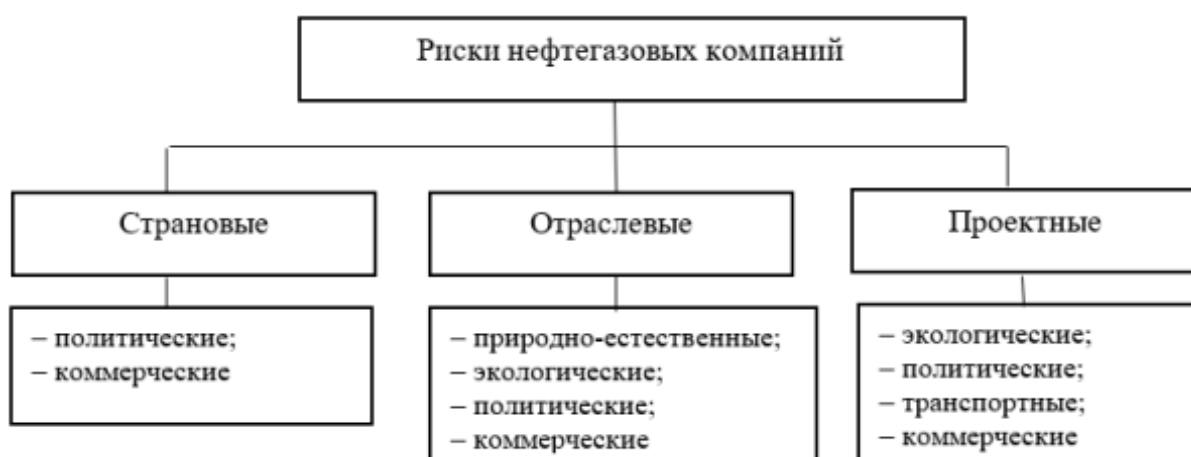 Риски нефтегазовых компаний
Страновые
Отраслевые
Проектные
– политические;
– коммерческие
– природно-естественные;
– экологические;
– политические;
– коммерческие
– экологические;
– политические;
– транспортные;
– коммерческие